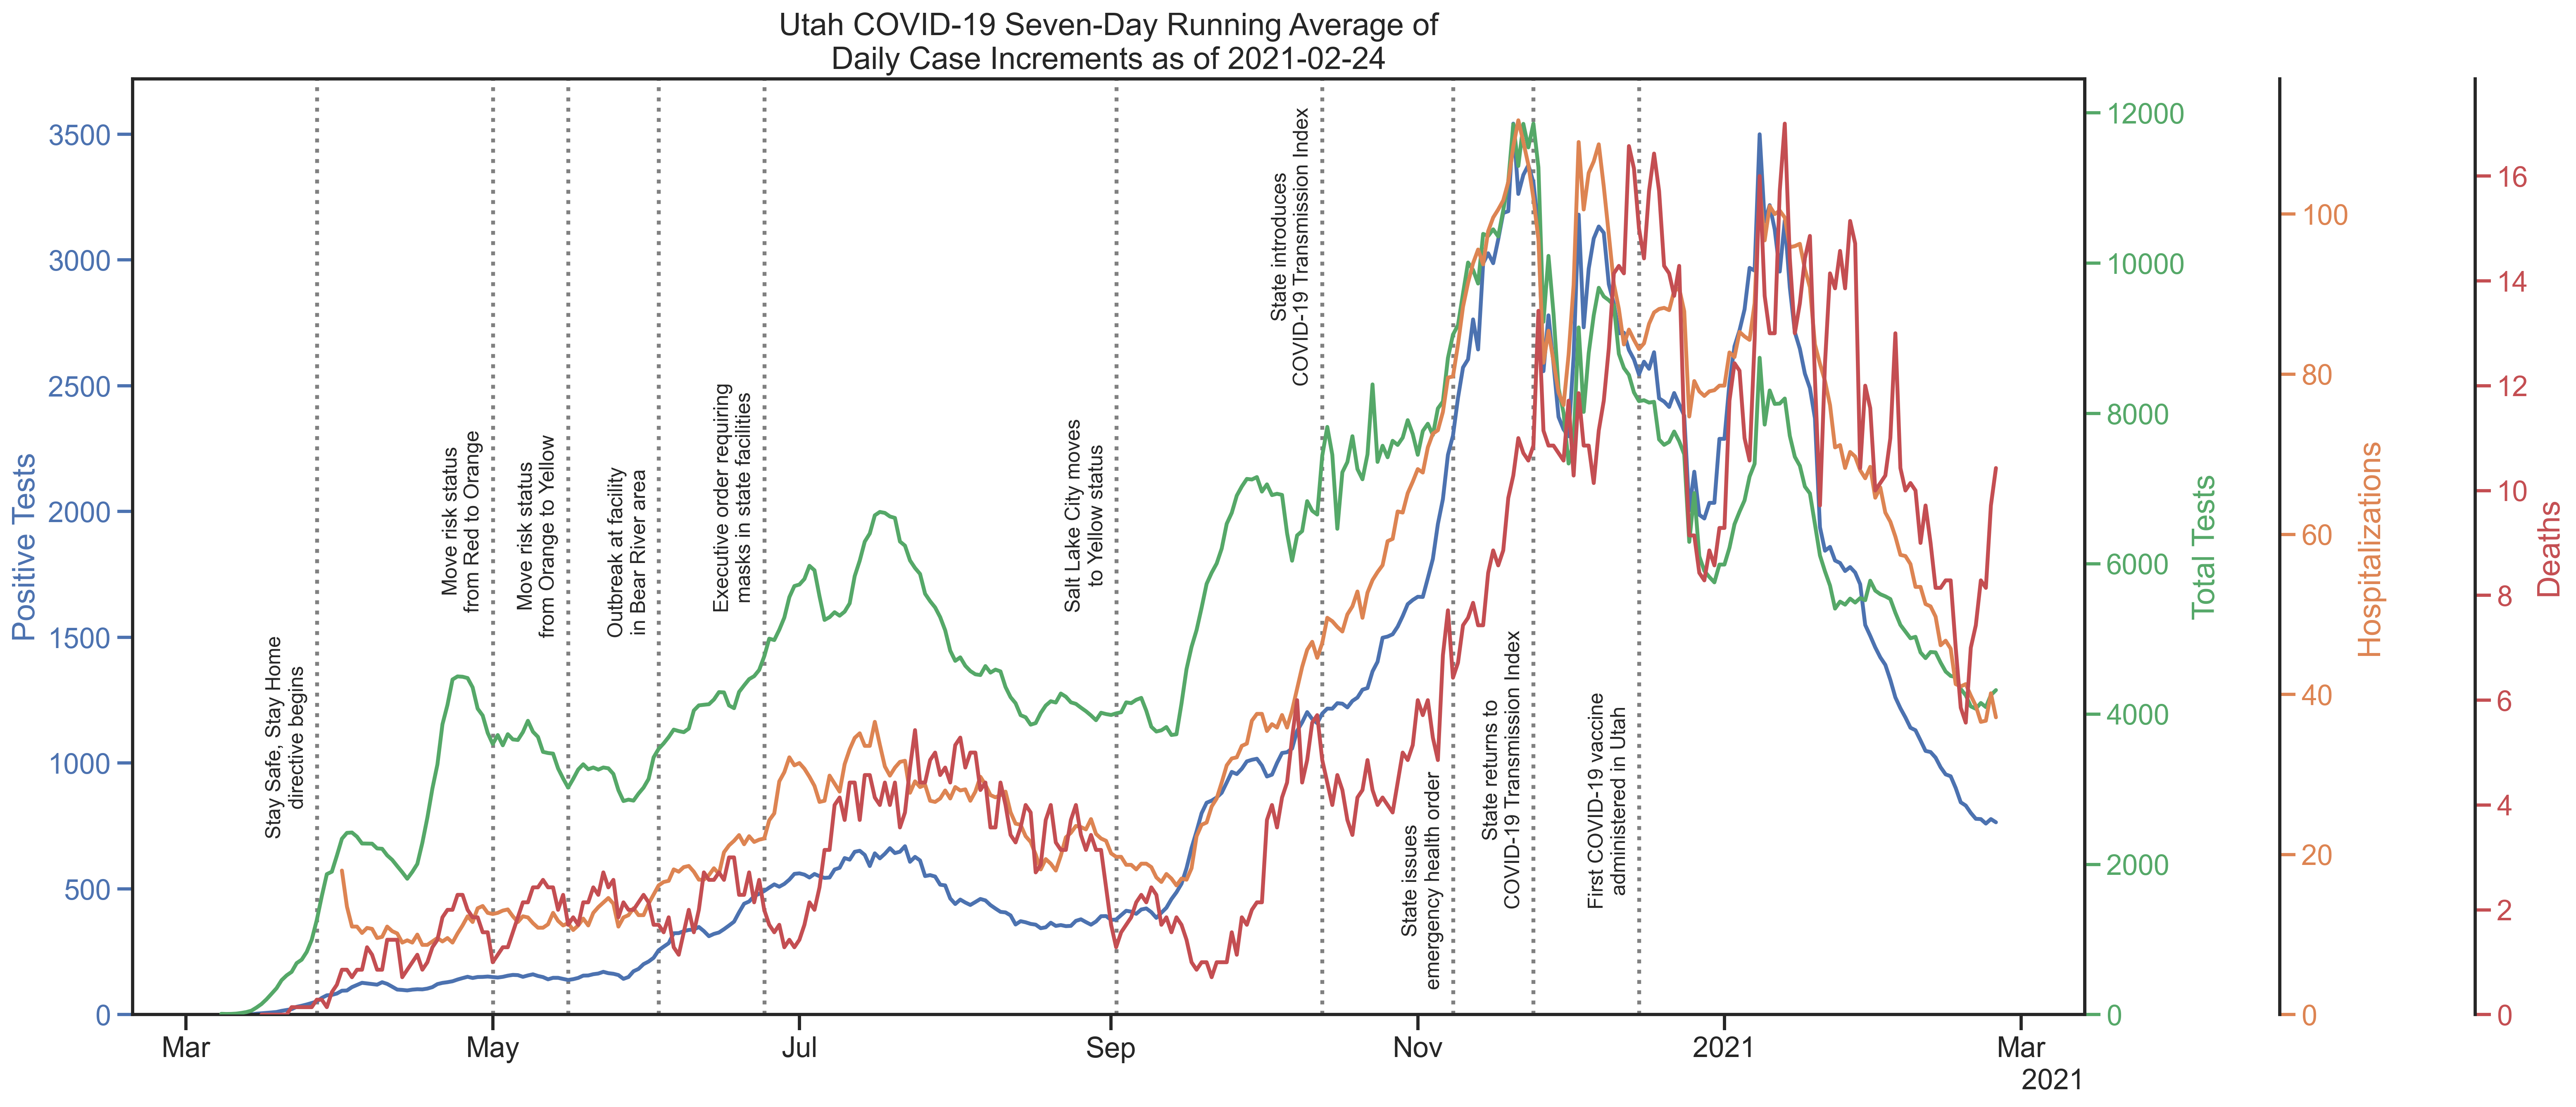 Utah COVID-19 Seven-Day Running Average of
Daily Case Increments as of 2021-02-24
Positive Tests
3500
3000
2500
2000
1500
1000
500
0
Stay Safe, Stay Home
directive begins
Move risk status
from Red to Orange
Move risk status
from Orange to Yellow
Outbreak at facility
in Bear River area
Executive order requiring
masks in state facilities
Salt Lake City moves
to Yellow status
State introduces
COVID-19 Transmission Index
State issues
emergency health order
State returns to
COVID-19 Transmission Index
First COVID-19 vaccine
administered in Utah
12000
10000
8000
6000
4000
2000
0
Total Tests
100
80
60
40
20
0
Hospitalizations
16
14
12
10
8
6
4
2
0
Deaths
Mar
May
Jul
Sep
Nov
2021
Mar
2021